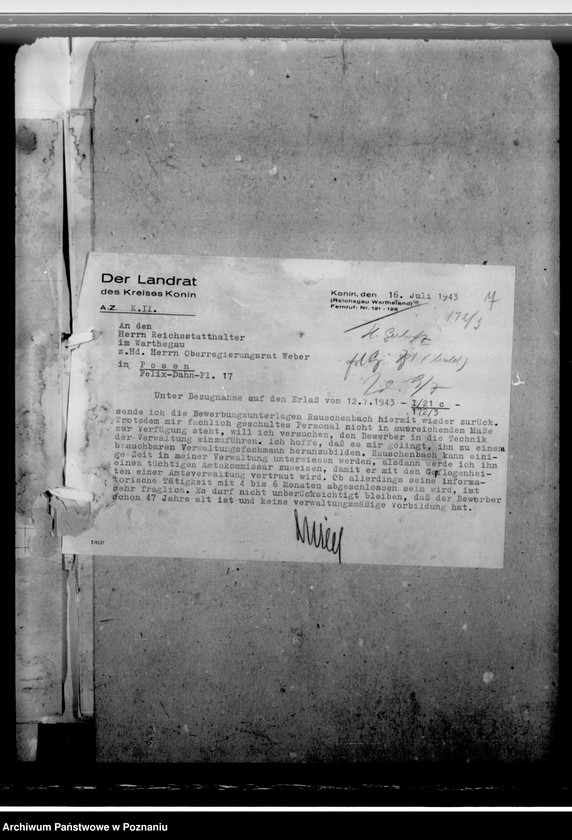 Der Landrat
des Kreises Konin
A.Z. K.II.
Konin, den 16. Juli 1943
(Reichsgau Wartheland)
Fernruf: Nr. 121 - 126
172/3
An den
Herrn Reichsstatthalter
im Warthegau
z.Hd. Herrn Oberregierungsrat Weber
in Posen
Felix-Dahn-Pl. 17
Unter Bezugnahme auf den Erlaß vom 12.7.1943 - I/21 c -
172/3
sende ich die Bewerbungsunterlagen Rauschenbach hiermit wieder zurück.
Trotzdem mir fachlich geschultes Personal nicht in ausreichendem Maße
zur Verfügung steht, will ich versuchen, den Bewerber in die Technik
der Verwaltung einzuführen. Ich hoffe, daß es mir gelingt, ihn zu einem
brauchbaren Verwaltungsfachmann heranzubilden. Rauschenbach kann eini-
ge Zeit in meiner Verwaltung unterwiesen werden, alsdann werde ich ihn
einem tüchtigen Amtskommissar zuweisen, damit er mit den Gelegenhei-
ten einer Amtsverwaltung vertraut wird. Ob allerdings seine informa-
torische Tätigkeit mit 4 bis 6 Monaten abgeschlossen sein wird, ist
sehr fraglich. Es darf nicht unberücksichtigt bleiben, daß der Bewerber
schon 47 Jahre alt ist und keine verwaltungsmäßige Vorbildung hat.
Archiwum Państwowe w Poznaniu